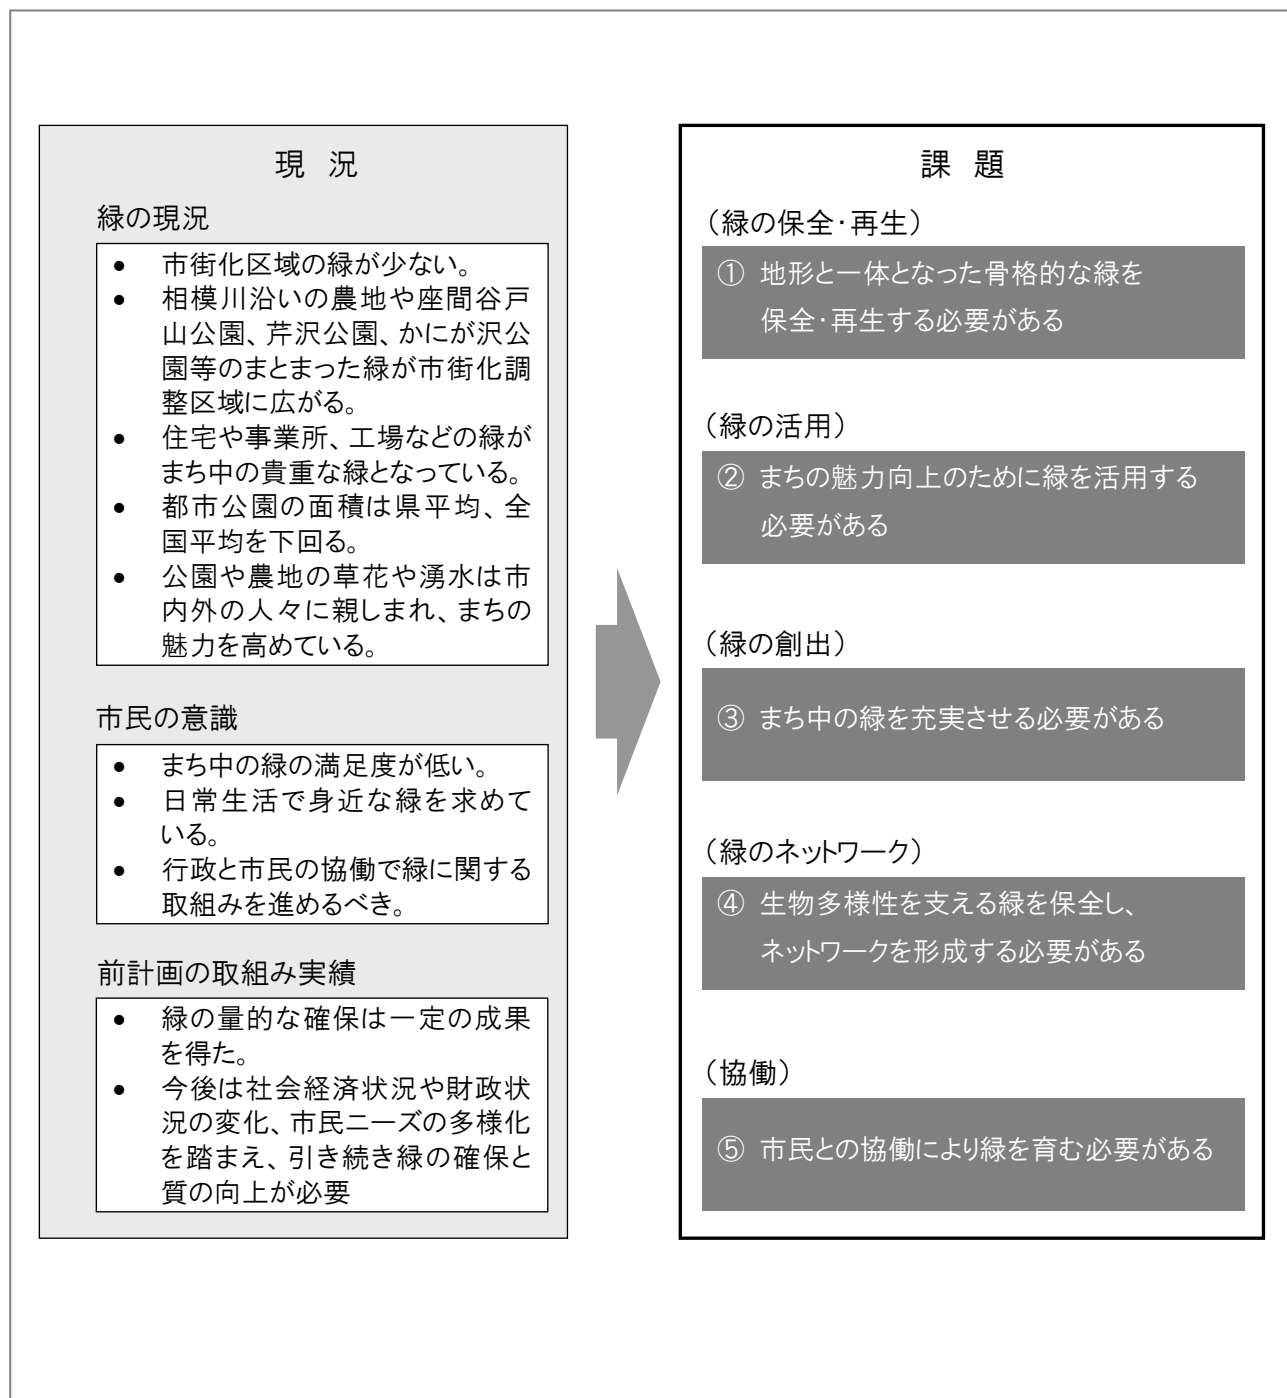 現 況
緑の現況
● 市街化区域の緑が少ない。
● 相模川沿いの農地や座間谷戸
山公園、芹沢公園、かにが沢公
園等のまとまった緑が市街化調
整区域に広がる。
● 住宅や事業所、工場などの緑が
まち中の貴重な緑となっている。
● 都市公園の面積は県平均、全
国平均を下回る。
● 公園や農地の草花や湧水は市
内外の人々に親しまれ、まちの
魅力を高めている。
市民の意識
● まち中の緑の満足度が低い。
● 日常生活で身近な緑を求めて
いる。
● 行政と市民の協働で緑に関する
取組みを進めるべき。
前計画の取組み実績
● 緑の量的な確保は一定の成果
を得た。
● 今後は社会経済状況や財政状
況の変化、市民ニーズの多様化
を踏まえ、引き続き緑の確保と
質の向上が必要
課 題
（緑の保全・再生）
① 地形と一体となった骨格的な緑を
保全・再生する必要がある
（緑の活用）
② まちの魅力向上のために緑を活用する
必要がある
（緑の創出）
③ まち中の緑を充実させる必要がある
（緑のネットワーク）
④ 生物多様性を支える緑を保全し、
ネットワークを形成する必要がある
（協働）
⑤ 市民との協働により緑を育む必要がある